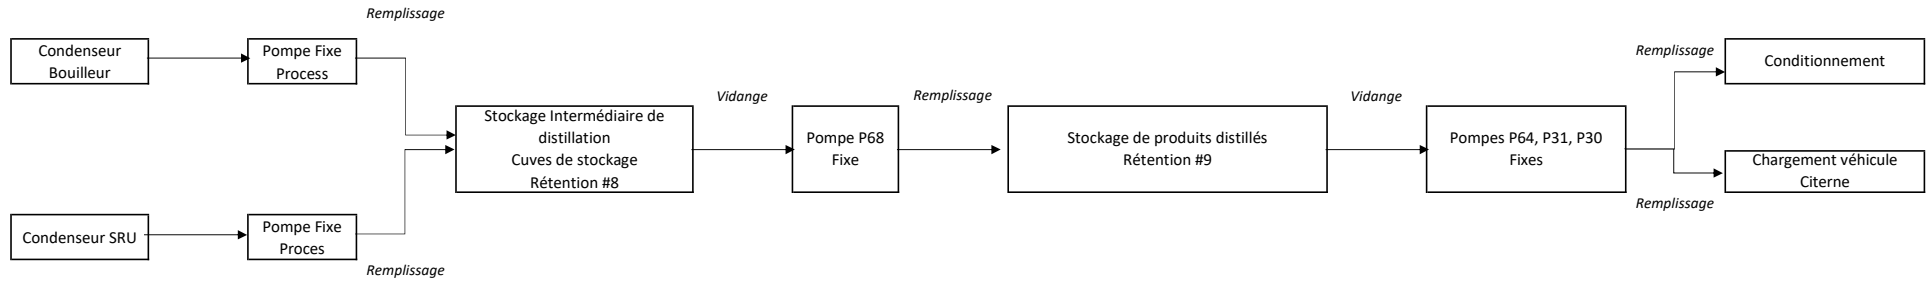 Remplissage
Condenseur
Bouilleur
Pompe Fixe
Process
Condenseur SRU
Pompe Fixe
Proces
Remplissage
Stockage Intermédiaire de
distillation
Cuves de stockage
Rétention #8
Vidange
Pompe P68
Fixe
Remplissage
Stockage de produits distillés
Rétention #9
Vidange
Pompes P64, P31, P30
Fixes
Remplissage
Conditionnement
Chargement véhicule
Citerne
Remplissage